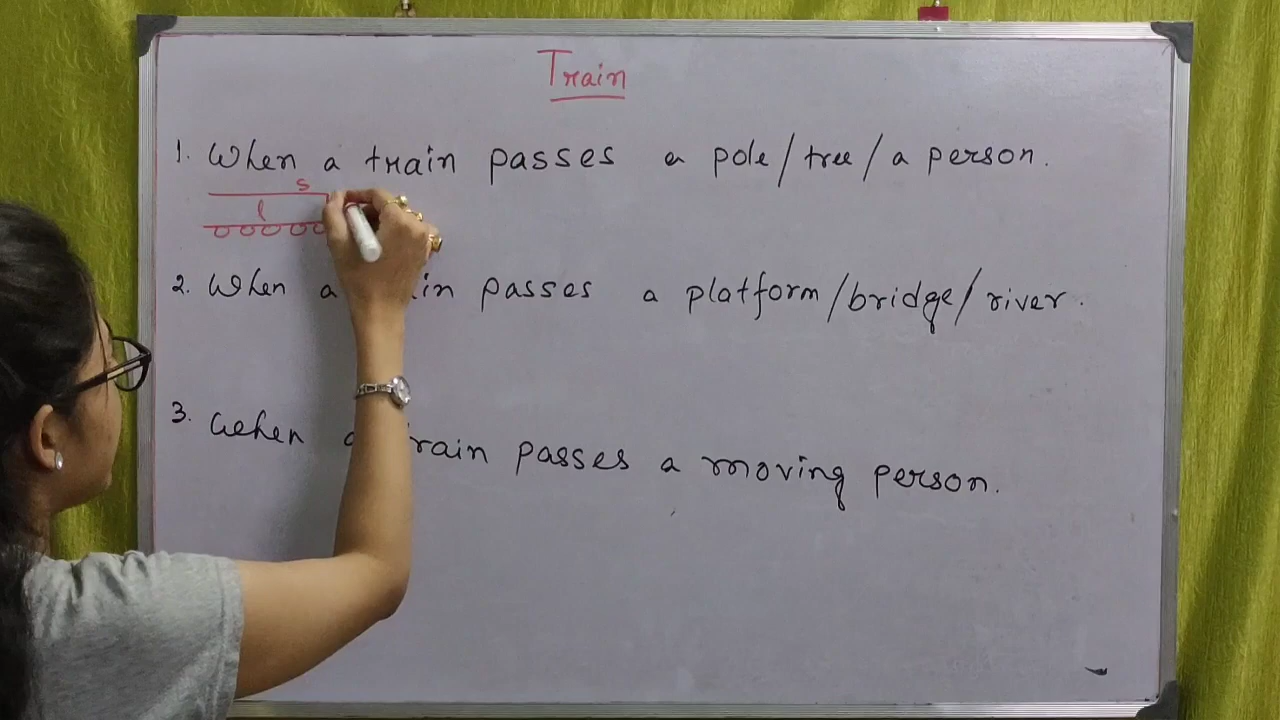 Train
1. When a train passes a pole/tree/a person.
s
l
2. When a passes a platform/bridge/river.
3. When a train passes a moving person.